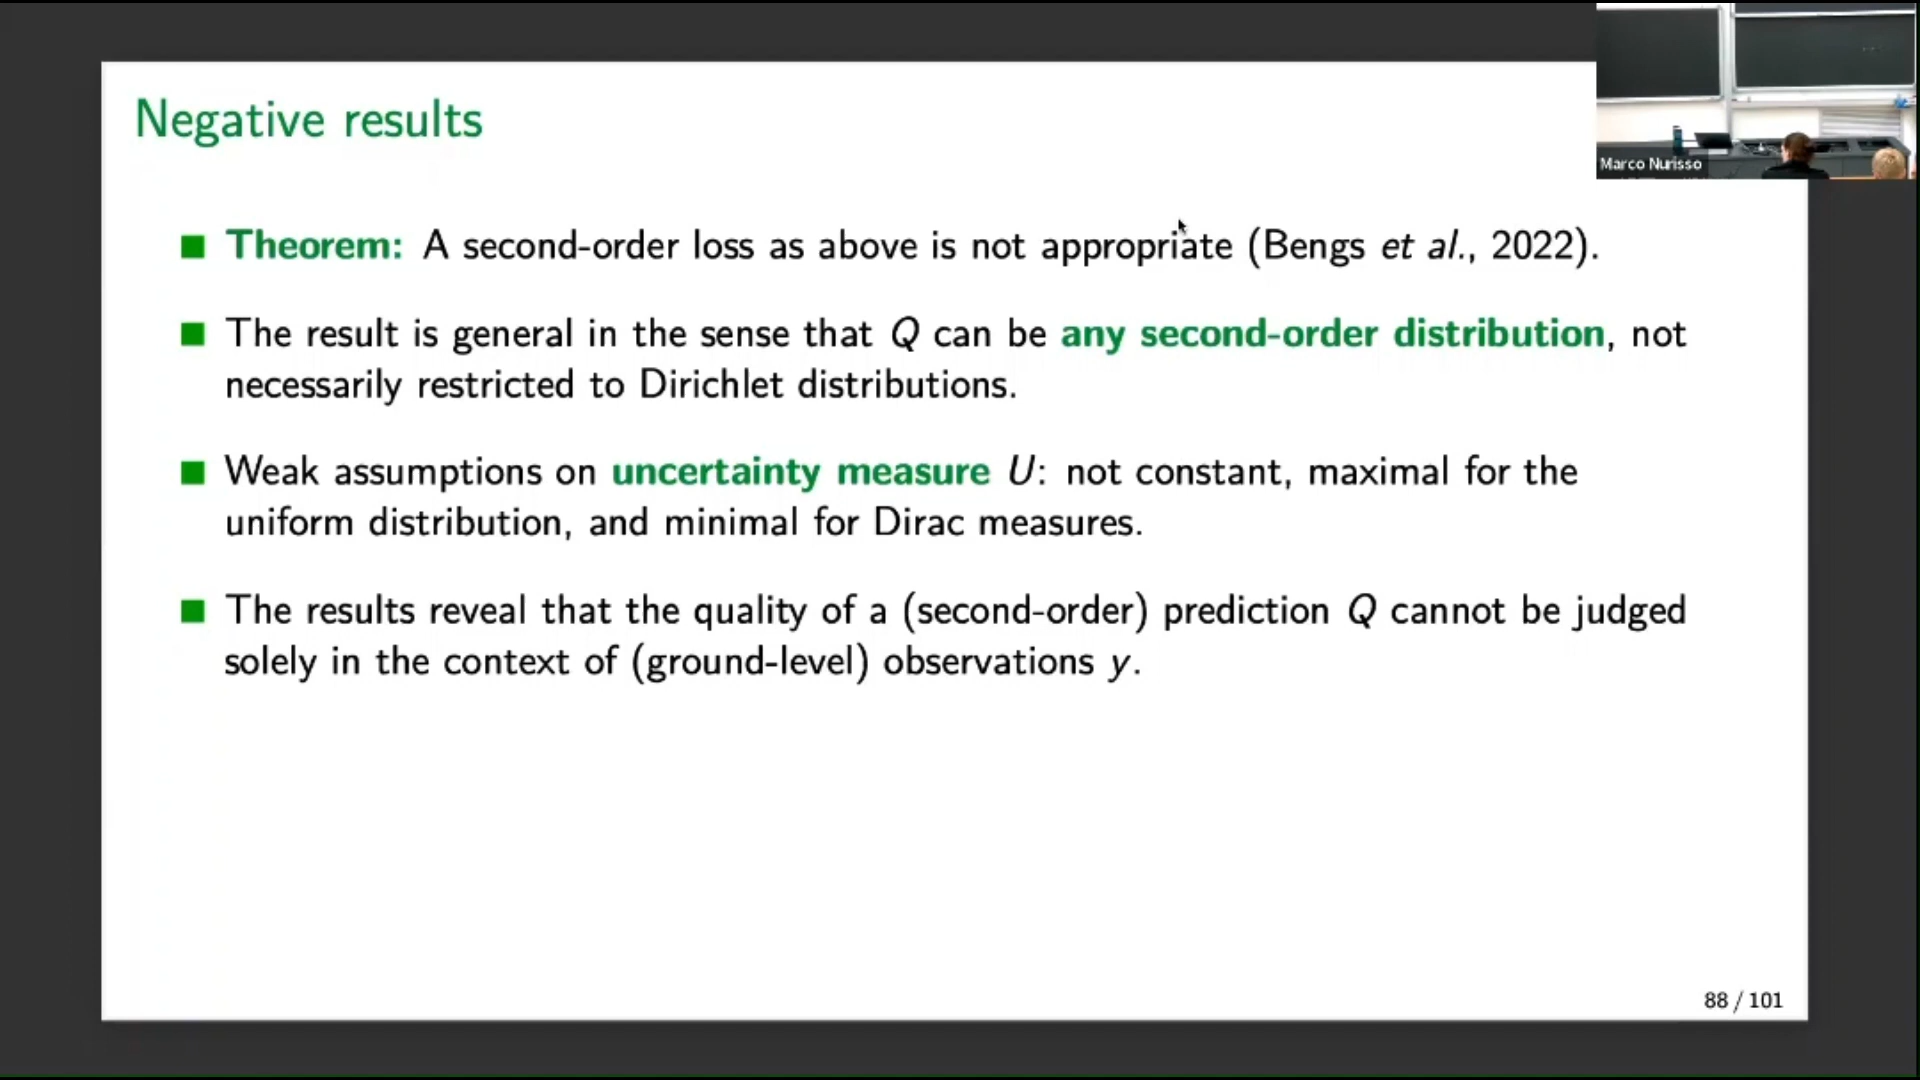 Negative results
Marco Nurisso
Theorem: A second-order loss as above is not appropriate (Bengs et al., 2022).
The result is general in the sense that Q can be any second-order distribution, not
necessarily restricted to Dirichlet distributions.
Weak assumptions on uncertainty measure U: not constant, maximal for the
uniform distribution, and minimal for Dirac measures.
The results reveal that the quality of a (second-order) prediction Q cannot be judged
solely in the context of (ground-level) observations y.
88 / 101